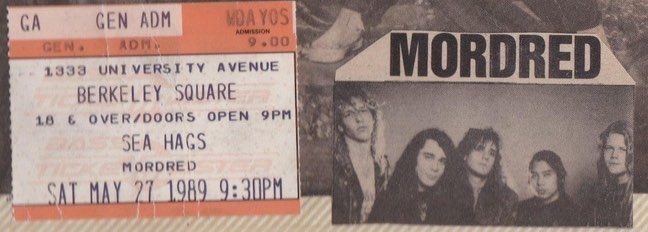 GA GEN ADM WDAY05
ADMISSION
GEN. ADM. 9.00
1333 UNIVERSITY AVENUE
BERKELEY SQUARE
18 & OVER/DOORS OPEN 9PM
SEA HAGS
MORDRED
SAT MAY 27 1989 9:30PM
MORDRED